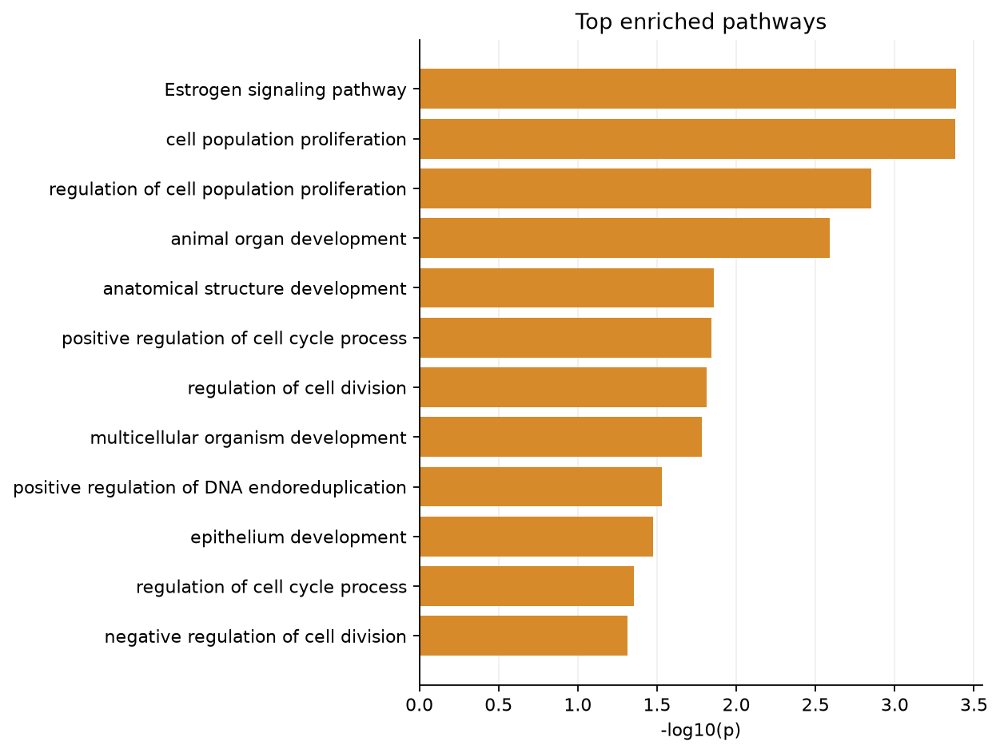 Top enriched pathways
Estrogen signaling pathway
cell population proliferation
regulation of cell population proliferation
animal organ development
anatomical structure development
positive regulation of cell cycle process
regulation of cell division
multicellular organism development
positive regulation of DNA endoreduplication
epithelium development
regulation of cell cycle process
negative regulation of cell division
0.0 0.5 1.0 1.5 2.0 2.5 3.0 3.5
-log10(p)